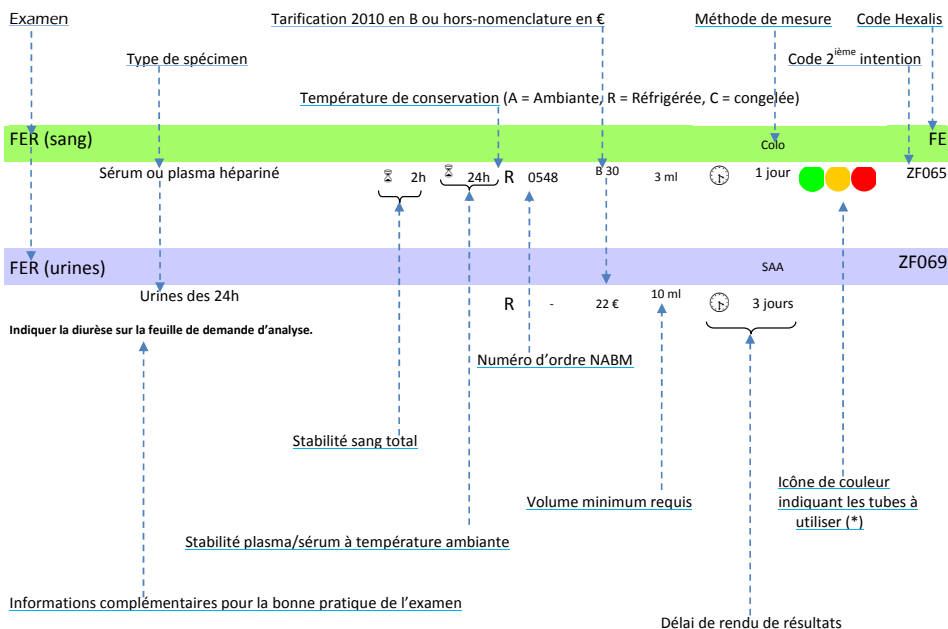 Examen
Tarification 2010 en B ou hors-nomenclature en €
Méthode de mesure
Code Hexalis
Type de spécimen
Code 2ième intention
Température de conservation (A = Ambiante, R = Réfrigérée, C = congelée)
FER (sang) Colo FE
Sérum ou plasma hépariné 2h 24h R 0548 B 30 3 ml 1 jour ZF065
FER (urines) SAA ZF069
Urines des 24h R - 22 € 10 ml 3 jours
Indiquer la diurèse sur la feuille de demande d'analyse.
Numéro d'ordre NABM
Stabilité sang total
Volume minimum requis
Icône de couleur
indiquant les tubes à
utiliser (*)
Stabilité plasma/sérum à température ambiante
Informations complémentaires pour la bonne pratique de l'examen
Délai de rendu de résultats